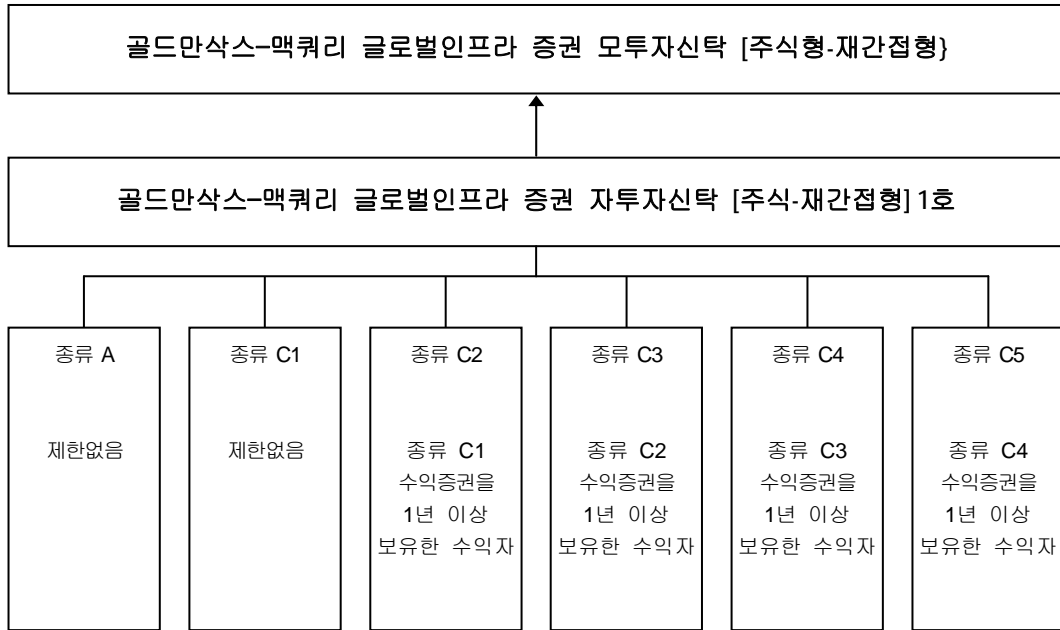 골드만삭스–맥쿼리 글로벌인프라 증권 모투자신탁 [주식형-재간접형}
골드만삭스–맥쿼리 글로벌인프라 증권 자투자신탁 [주식-재간접형] 1호
종류 A
제한없음
종류 C1
제한없음
종류 C2
종류 C1
수익증권을
1년 이상
보유한 수익자
종류 C3
종류 C2
수익증권을
1년 이상
보유한 수익자
종류 C4
종류 C3
수익증권을
1년 이상
보유한 수익자
종류 C5
종류 C4
수익증권을
1년 이상
보유한 수익자